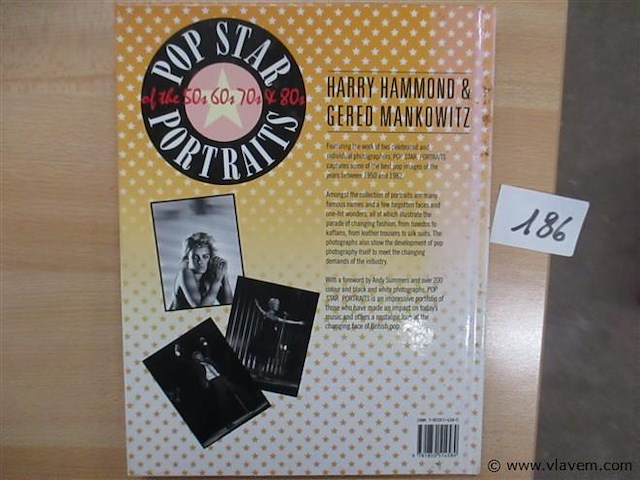 POP STAR
of the 50s 60s 70s & 80s
PORTRAITS
HARRY HAMMOND &
GERED MANKOWITZ
Featuring the work of two celebrated and
individual photographers, POP STAR PORTRAITS
captures some of the best pop images of the
years between 1950 and 1982.
Amongst the collection of portraits are many
famous names and a few forgotten faces and
one-hit wonders, all of which illustrate the
parade of changing fashion, from tuxedos to
kaftans, from leather trousers to silk suits. The
photographs also show the development of pop
photography itself to meet the changing
demands of the industry.
With a foreword by Andy Summers and over 200
colour and black and white photographs, POP
STAR PORTRAITS is an impressive portfolio of
those who have made an impact on today's
music and offers a nostalgic look at the
changing face of British pop.
186
ISBN
© www.vlavem.com